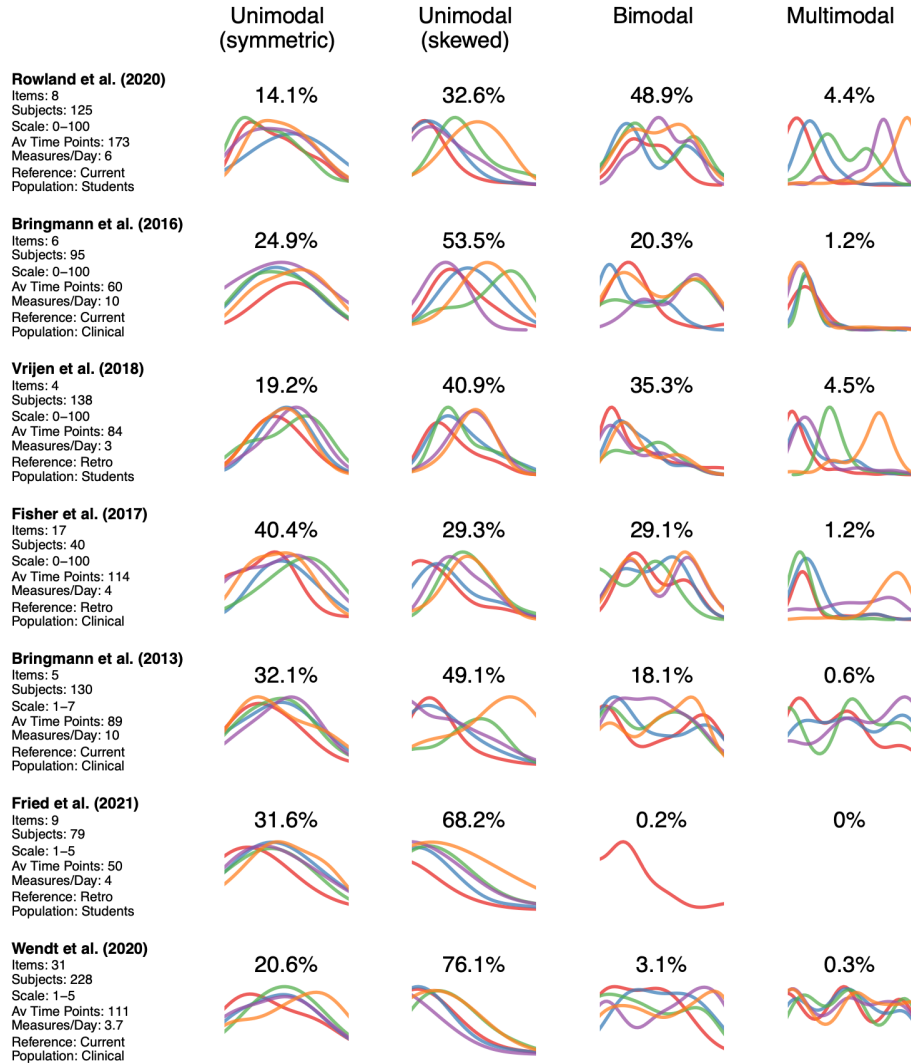 Unimodal
(symmetric)
Unimodal
(skewed)
Bimodal
Multimodal
Rowland et al. (2020)
Items: 8
Subjects: 125
Scale: 0–100
Av Time Points: 173
Measures/Day: 6
Reference: Current
Population: Students
14.1%
32.6%
48.9%
4.4%
Bringmann et al. (2016)
Items: 6
Subjects: 95
Scale: 0–100
Av Time Points: 60
Measures/Day: 10
Reference: Current
Population: Clinical
24.9%
53.5%
20.3%
1.2%
Vrijen et al. (2018)
Items: 4
Subjects: 138
Scale: 0–100
Av Time Points: 84
Measures/Day: 3
Reference: Retro
Population: Students
19.2%
40.9%
35.3%
4.5%
Fisher et al. (2017)
Items: 17
Subjects: 40
Scale: 0–100
Av Time Points: 114
Measures/Day: 4
Reference: Retro
Population: Clinical
40.4%
29.3%
29.1%
1.2%
Bringmann et al. (2013)
Items: 5
Subjects: 130
Scale: 1–7
Av Time Points: 89
Measures/Day: 10
Reference: Current
Population: Clinical
32.1%
49.1%
18.1%
0.6%
Fried et al. (2021)
Items: 9
Subjects: 79
Scale: 1–5
Av Time Points: 50
Measures/Day: 4
Reference: Retro
Population: Students
31.6%
68.2%
0.2%
0%
Wendt et al. (2020)
Items: 31
Subjects: 228
Scale: 1–5
Av Time Points: 111
Measures/Day: 3.7
Reference: Current
Population: Clinical
20.6%
76.1%
3.1%
0.3%